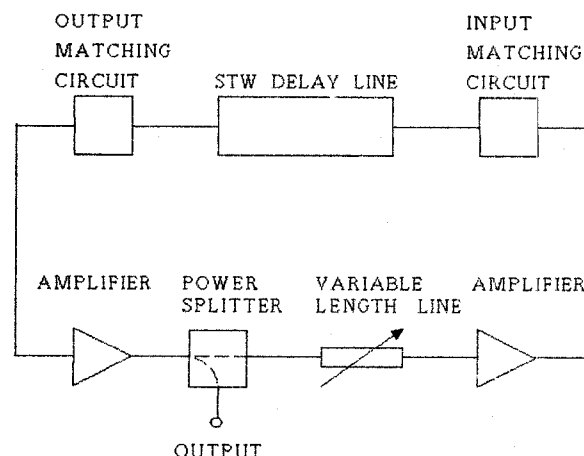 OUTPUT
MATCHING
CIRCUIT
STW DELAY LINE
INPUT
MATCHING
CIRCUIT
AMPLIFIER
POWER
SPLITTER
VARIABLE
LENGTH LINE
AMPLIFIER
OUTPUT